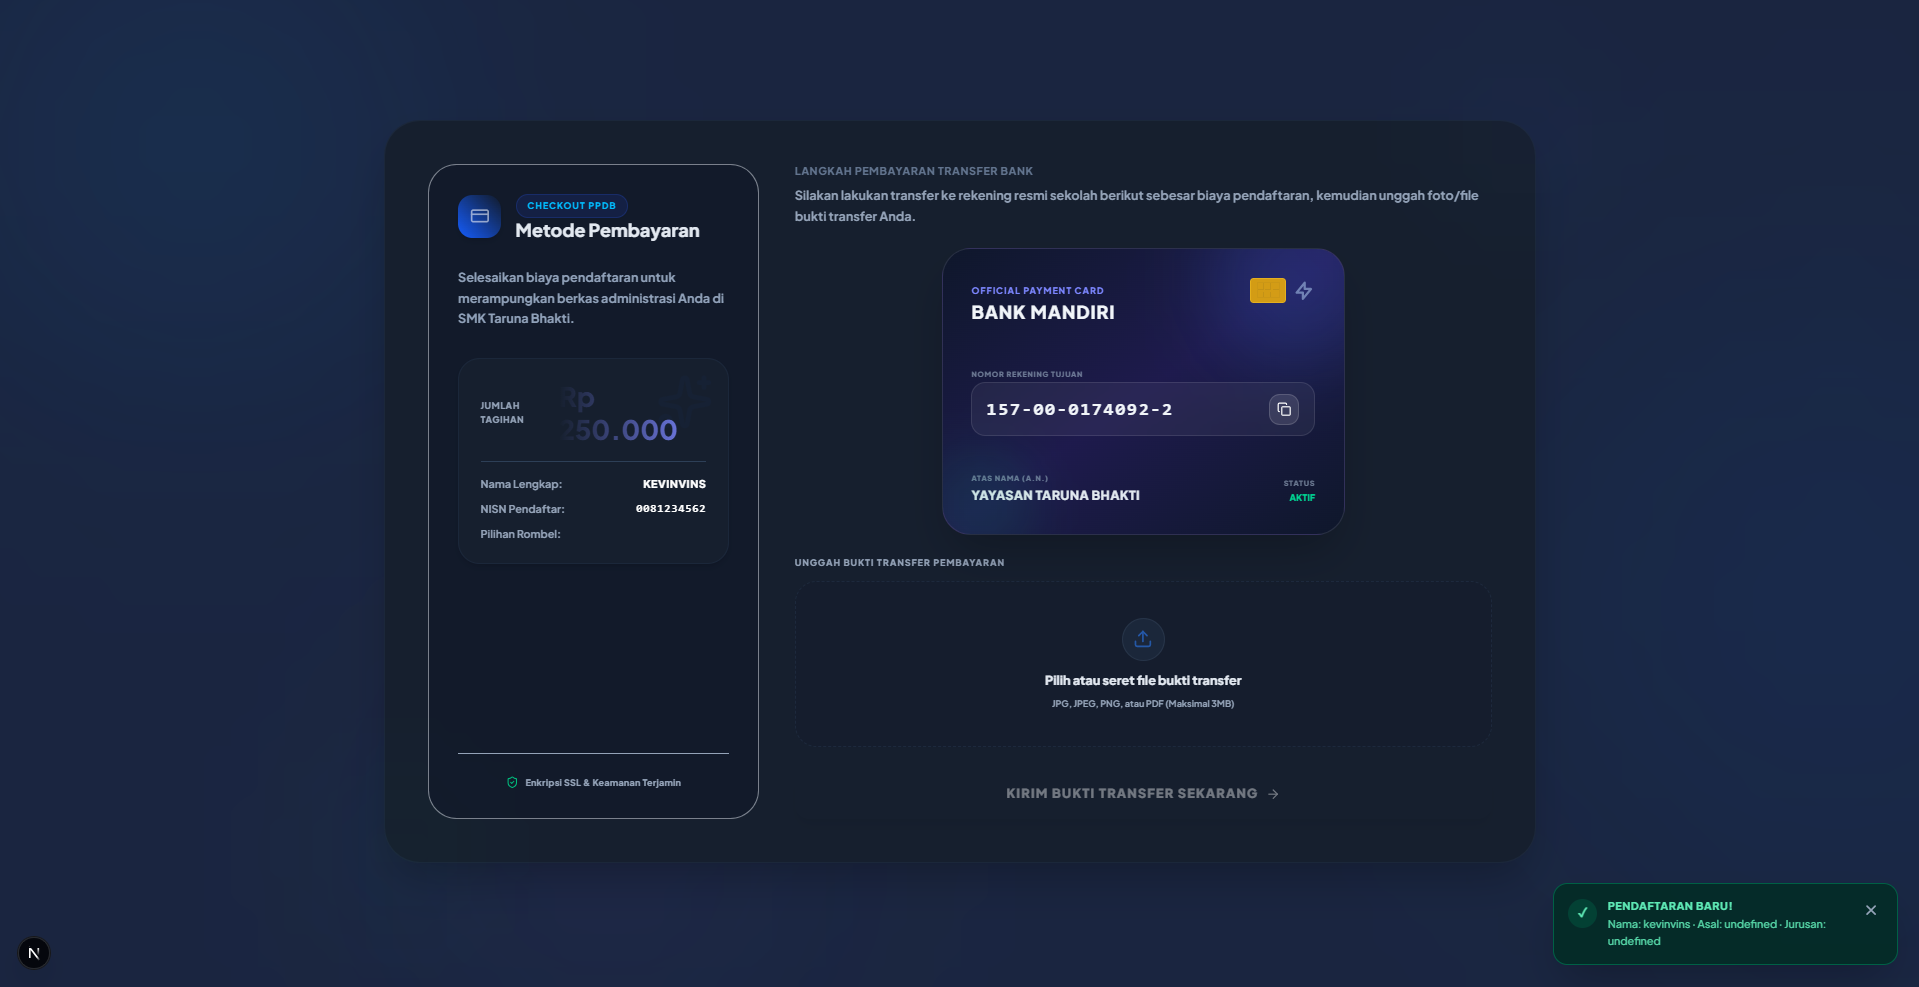 CHECKOUT PPDB
Metode Pembayaran
Selesaikan biaya pendaftaran untuk
merampungkan berkas administrasi Anda di
SMK Taruna Bhakti.
JUMLAH
TAGIHAN
Rp
250.000
Nama Lengkap: KEVINVINS
NISN Pendaftar: 0081234562
Pilihan Rombel:
Enkripsi SSL & Keamanan Terjamin
LANGKAH PEMBAYARAN TRANSFER BANK
Silakan lakukan transfer ke rekening resmi sekolah berikut sebesar biaya pendaftaran, kemudian unggah foto/file
bukti transfer Anda.
OFFICIAL PAYMENT CARD
BANK MANDIRI
NOMOR REKENING TUJUAN
157-00-0174092-2
ATAS NAMA (A.N.)
YAYASAN TARUNA BHAKTI
STATUS
AKTIF
UNGGAH BUKTI TRANSFER PEMBAYARAN
Pilih atau seret file bukti transfer
JPG, JPEG, PNG, atau PDF (Maksimal 3MB)
KIRIM BUKTI TRANSFER SEKARANG →
PENDAFTARAN BARU!
Nama: kevinvins · Asal: undefined · Jurusan:
undefined
N